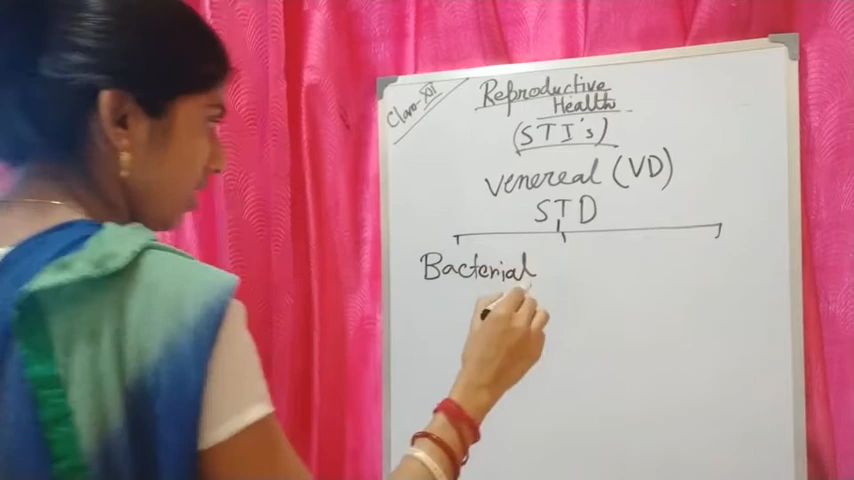 Class-XII
Reproductive
Health
(STI's)
Venereal (VD)
STD
Bacterial